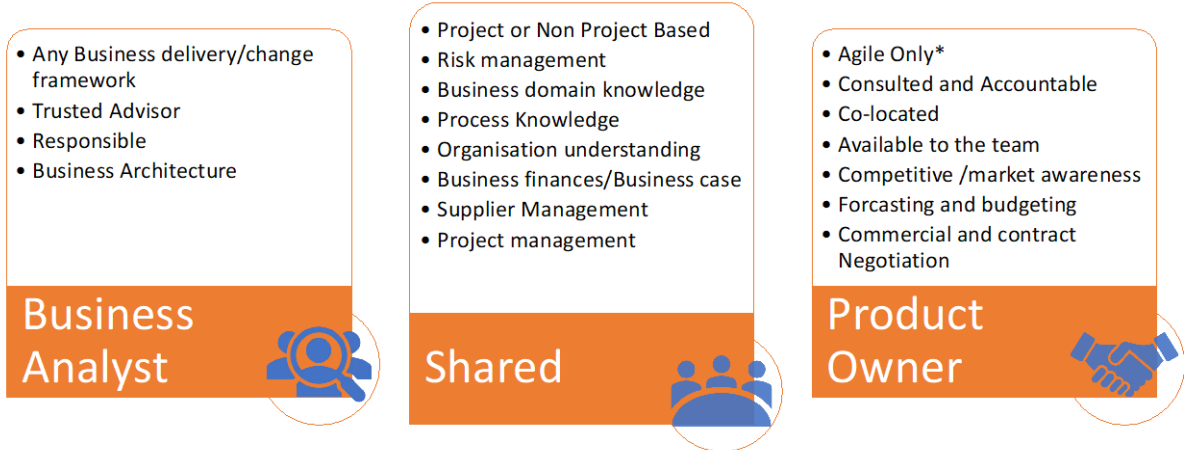 • Any Business delivery/change
framework
• Trusted Advisor
• Responsible
• Business Architecture
Business
Analyst
• Project or Non Project Based
• Risk management
• Business domain knowledge
• Process Knowledge
• Organisation understanding
• Business finances/Business case
• Supplier Management
• Project management
Shared
• Agile Only*
• Consulted and Accountable
• Co-located
• Available to the team
• Competitive /market awareness
• Forcasting and budgeting
• Commercial and contract
Negotiation
Product
Owner